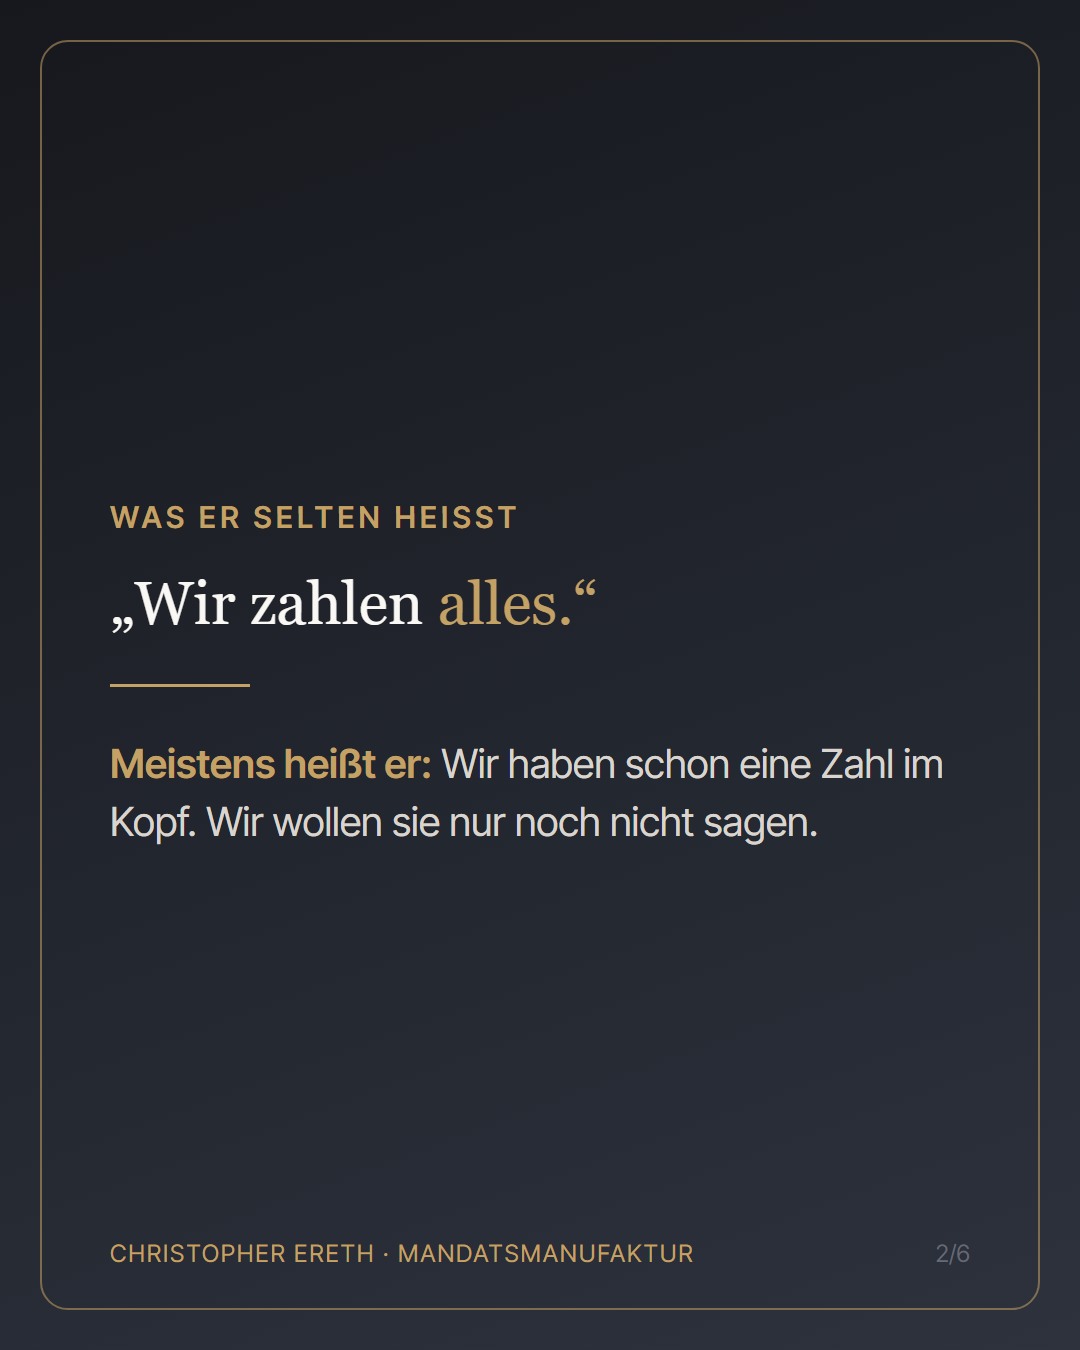 WAS ER SELTEN HEISST
„Wir zahlen alles.“
Meistens heißt er: Wir haben schon eine Zahl im
Kopf. Wir wollen sie nur noch nicht sagen.
CHRISTOPHER ERETH · MANDATSMANUFAKTUR
2/6